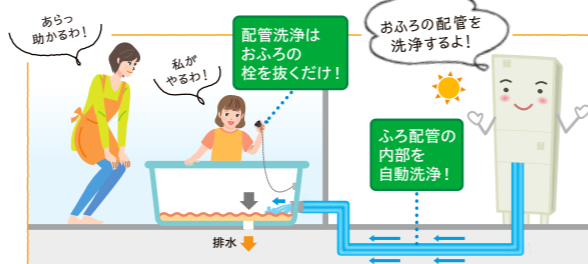 あらっ
助かるわ!
私が
やるわ!
配管洗浄は
おふろの
栓を抜くだけ!
おふろの配管を
洗浄するよ!
ふろ配管の
内部を
自動洗浄!
排水